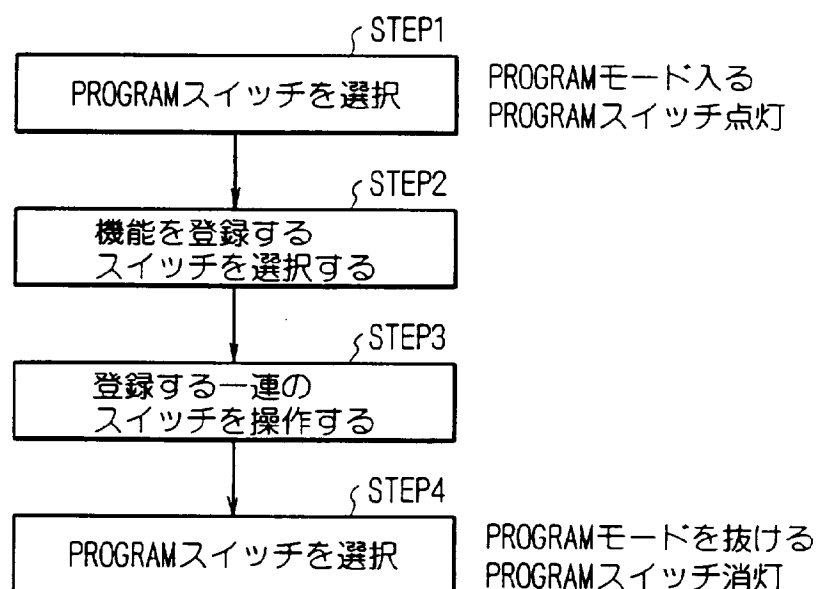 STEP1
PROGRAMスイッチを選択
PROGRAMモード入る
PROGRAMスイッチ点灯
STEP2
機能を登録する
スイッチを選択する
STEP3
登録する一連の
スイッチを操作する
STEP4
PROGRAMスイッチを選択
PROGRAMモードを抜ける
PROGRAMスイッチ消灯